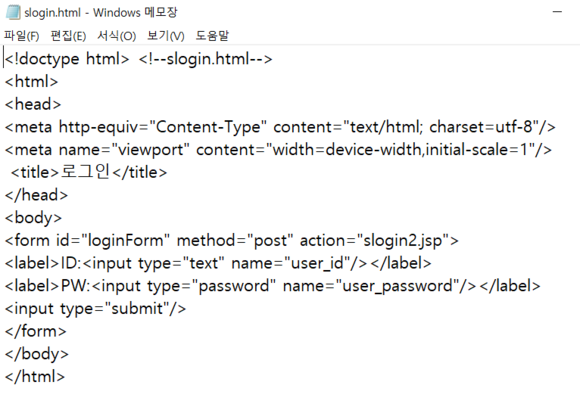 slogin.html - Windows 메모장
파일(F) 편집(E) 서식(O) 보기(V) 도움말
<!doctype html> <!--slogin.html-->
<html>
<head>
<meta http-equiv="Content-Type" content="text/html; charset=utf-8"/>
<meta name="viewport" content="width=device-width,initial-scale=1"/>
 <title>로그인</title>
</head>
<body>
<form id="loginForm" method="post" action="slogin2.jsp">
<label>ID:<input type="text" name="user_id"/></label>
<label>PW:<input type="password" name="user_password"/></label>
<input type="submit"/>
</form>
</body>
</html>